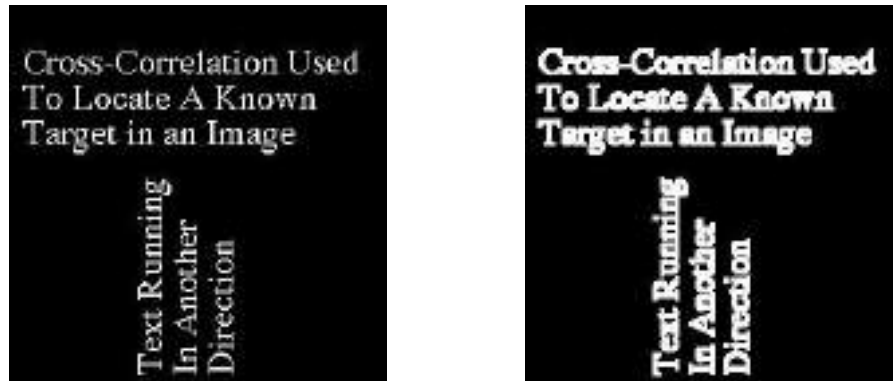 Cross-Correlation Used
To Locate A Known
Target in an Image
Text Running
In Another
Direction
Cross-Correlation Used
To Locate A Known
Target in an Image
Text Running
In Another
Direction